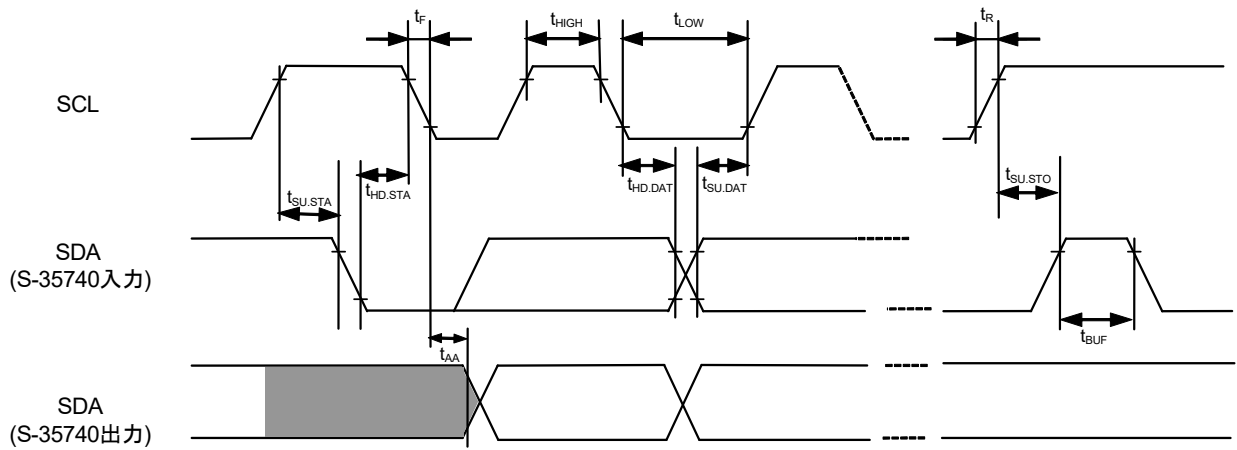 tF
tHIGH
tLOW
tR
SCL
tSU.STA
tHD.STA
tHD.DAT
tSU.DAT
tSU.STO
SDA
(S-35740入力)
tBUF
tAA
SDA
(S-35740出力)